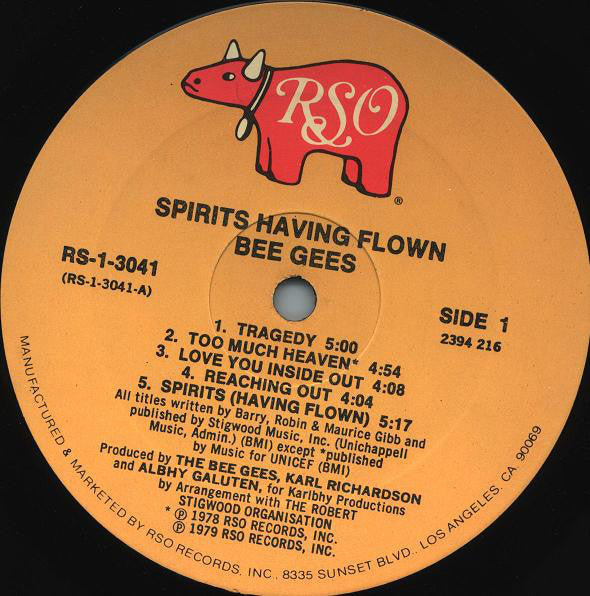 RSO
®
SPIRITS HAVING FLOWN
BEE GEES
RS-1-3041
(RS-1-3041-A)
SIDE 1
2394 216
1. TRAGEDY 5:00
2. TOO MUCH HEAVEN* 4:54
3. LOVE YOU INSIDE OUT 4:08
4. REACHING OUT 4:04
5. SPIRITS (HAVING FLOWN) 5:17
All titles written by Barry, Robin & Maurice Gibb and
published by Stigwood Music, Inc. (Unichappell
Music, Admin.) (BMI) except *published
by Music for UNICEF (BMI)
Produced by THE BEE GEES, KARL RICHARDSON
and ALBHY GALUTEN, for Karlbhy Productions
by Arrangement with THE ROBERT
STIGWOOD ORGANISATION
* ℗ 1978 RSO RECORDS, INC.
℗ 1979 RSO RECORDS, INC.
MANUFACTURED & MARKETED BY RSO RECORDS, INC., 8335 SUNSET BLVD., LOS ANGELES, CA. 90069